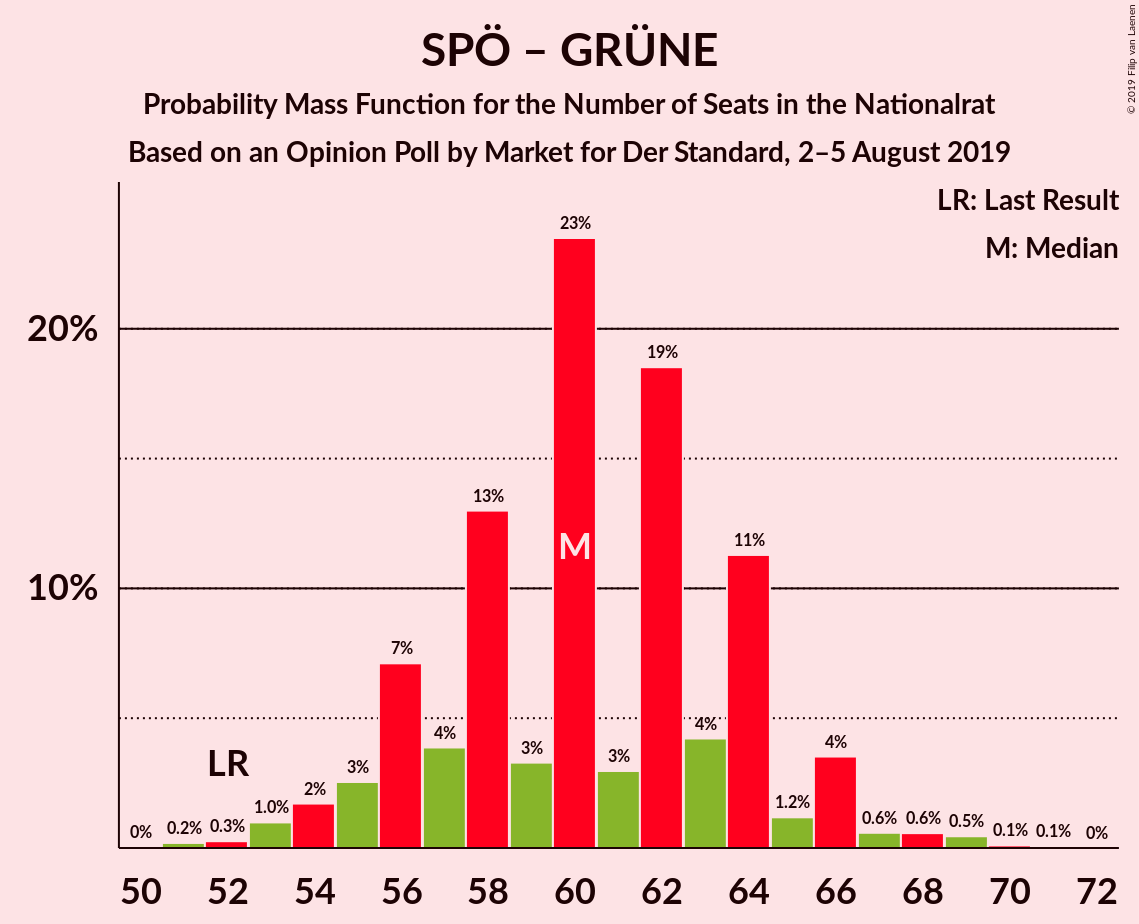 SPÖ – GRÜNE
Probability Mass Function for the Number of Seats in the Nationalrat
Based on an Opinion Poll by Market for Der Standard, 2–5 August 2019
© 2019 Filip van Laenen
LR: Last Result
M: Median
20%
10%
0%
0.2%
0.3%
1.0%
2%
3%
7%
4%
13%
3%
23%
3%
19%
4%
11%
1.2%
4%
0.6%
0.6%
0.5%
0.1%
0.1%
0%
LR
M
50 52 54 56 58 60 62 64 66 68 70 72